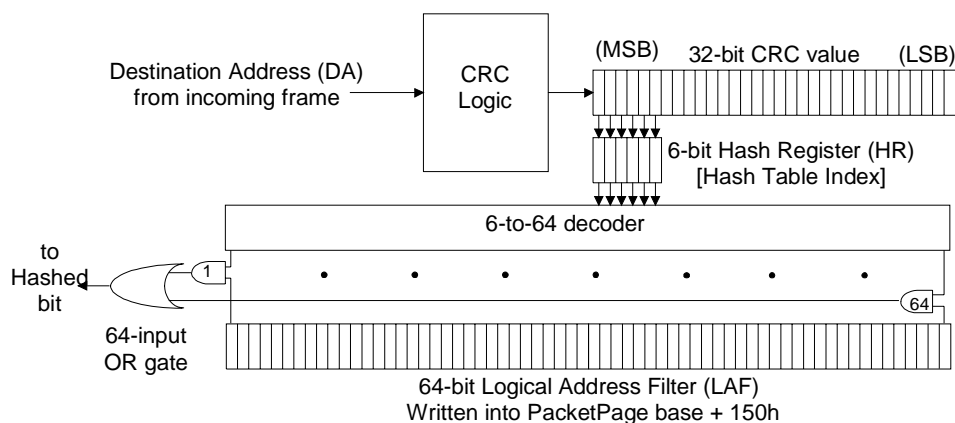 (MSB) 32-bit CRC value (LSB)
Destination Address (DA)
from incoming frame
CRC
Logic
6-bit Hash Register (HR)
[Hash Table Index]
6-to-64 decoder
to
Hashed
bit
1
64
64-input
OR gate
64-bit Logical Address Filter (LAF)
Written into PacketPage base + 150h